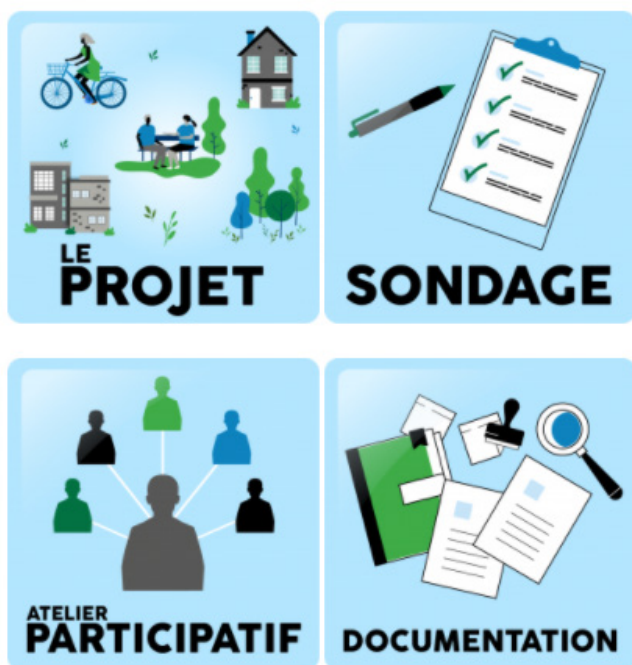 LE
PROJET
SONDAGE
ATELIER
PARTICIPATIF
DOCUMENTATION